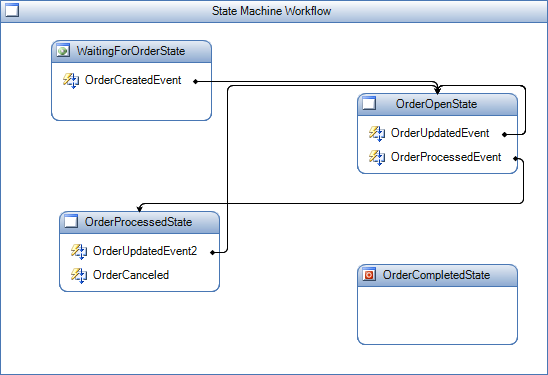 State Machine Workflow
WaitingForOrderState
OrderCreatedEvent
OrderOpenState
OrderUpdatedEvent
OrderProcessedEvent
OrderProcessedState
OrderUpdatedEvent2
OrderCanceled
OrderCompletedState